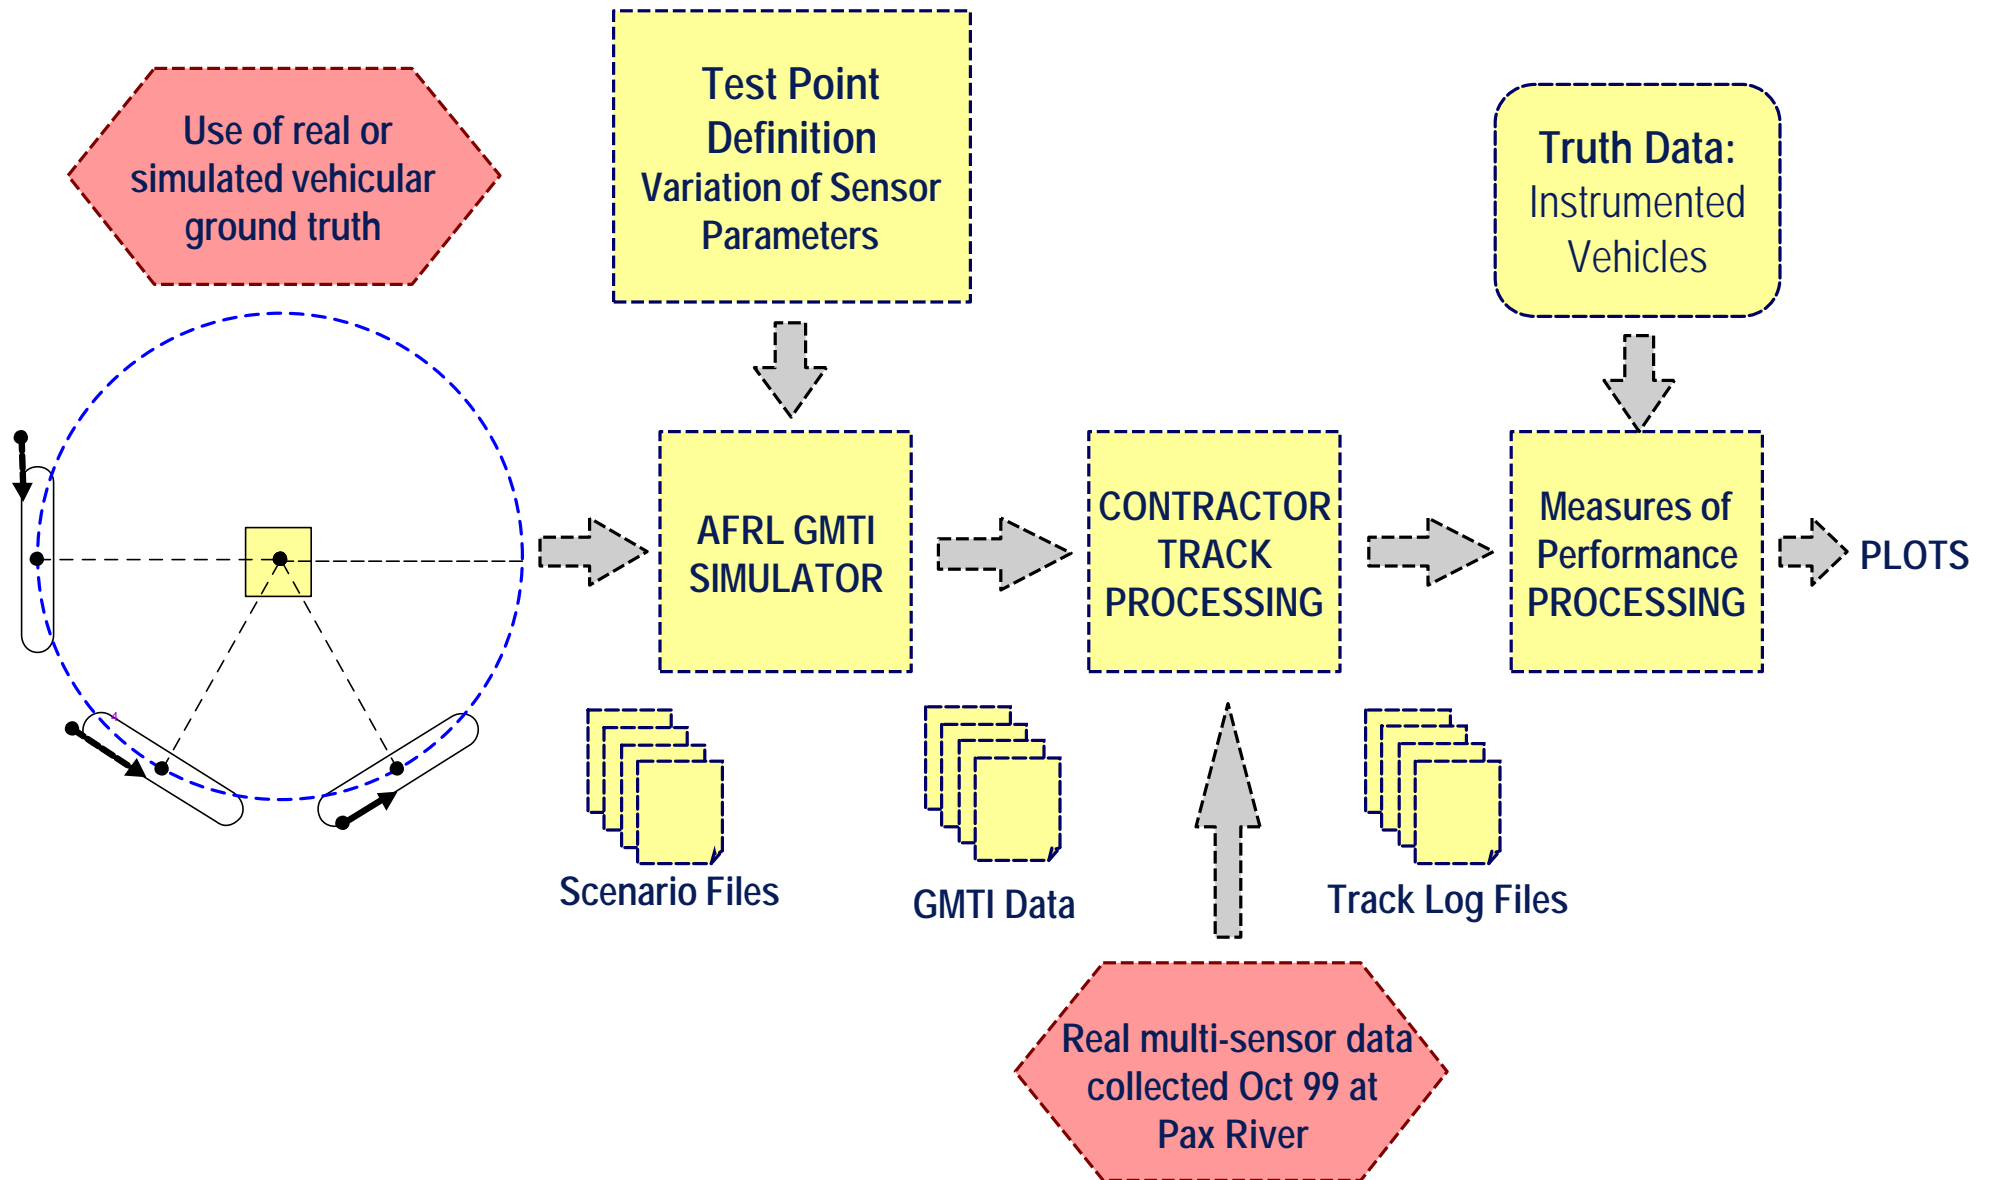 Use of real or
simulated vehicular
ground truth
Test Point
Definition
Variation of Sensor
Parameters
Truth Data:
Instrumented
Vehicles
AFRL GMTI
SIMULATOR
CONTRACTOR
TRACK
PROCESSING
Measures of
Performance
PROCESSING
PLOTS
4
Scenario Files
GMTI Data
Track Log Files
Real multi-sensor data
collected Oct 99 at
Pax River